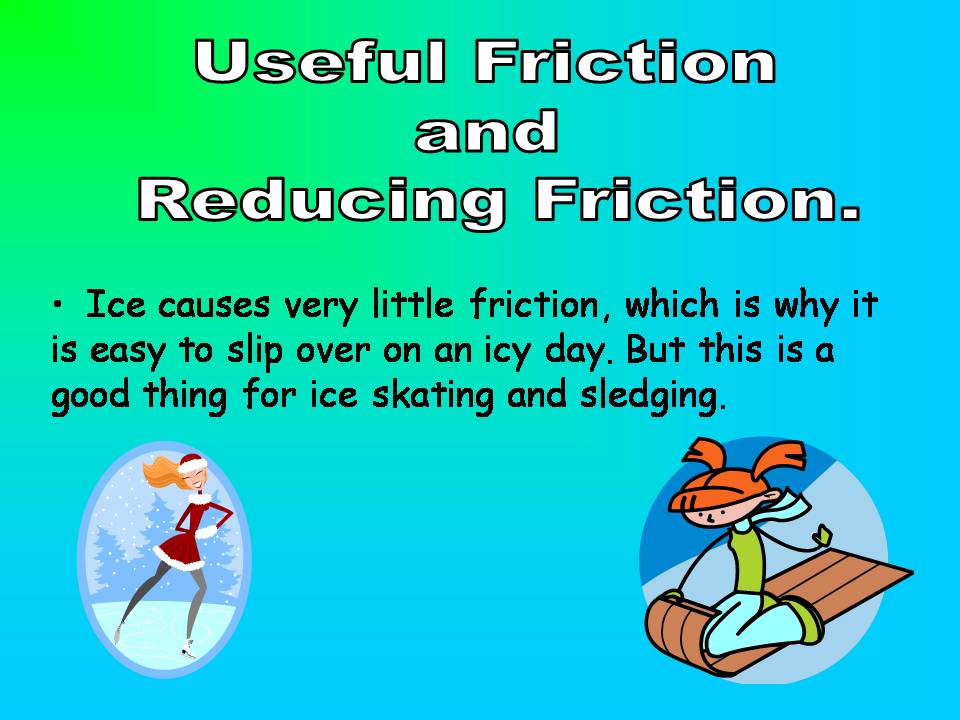 Useful Friction
and
Reducing Friction.
• Ice causes very little friction, which is why it
is easy to slip over on an icy day. But this is a
good thing for ice skating and sledging.